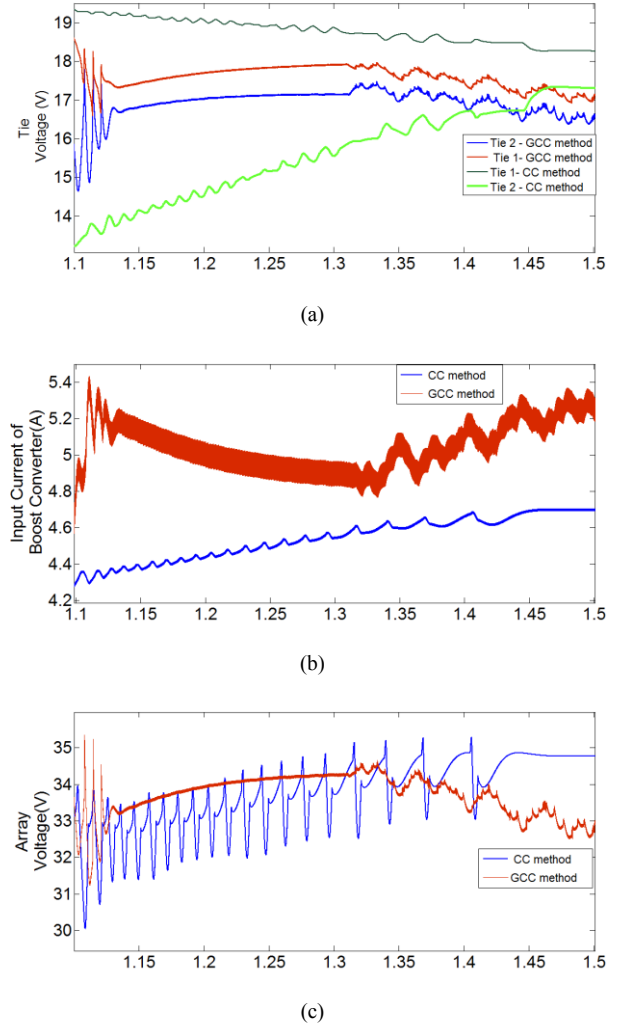 19
18
17
16
15
14
13
Tie
Voltage (V)
Tie 2 - GCC method
Tie 1- GCC method
Tie 1- CC method
Tie 2 - CC method
1.1 1.15 1.2 1.25 1.3 1.35 1.4 1.45 1.5
(a)
5.4
5.2
5
4.8
4.6
4.4
4.2
Input Current of
Boost Converter(A)
CC method
GCC method
1.1 1.15 1.2 1.25 1.3 1.35 1.4 1.45 1.5
(b)
35
34
33
32
31
30
Array
Voltage(V)
CC method
GCC method
1.1 1.15 1.2 1.25 1.3 1.35 1.4 1.45 1.5
(c)